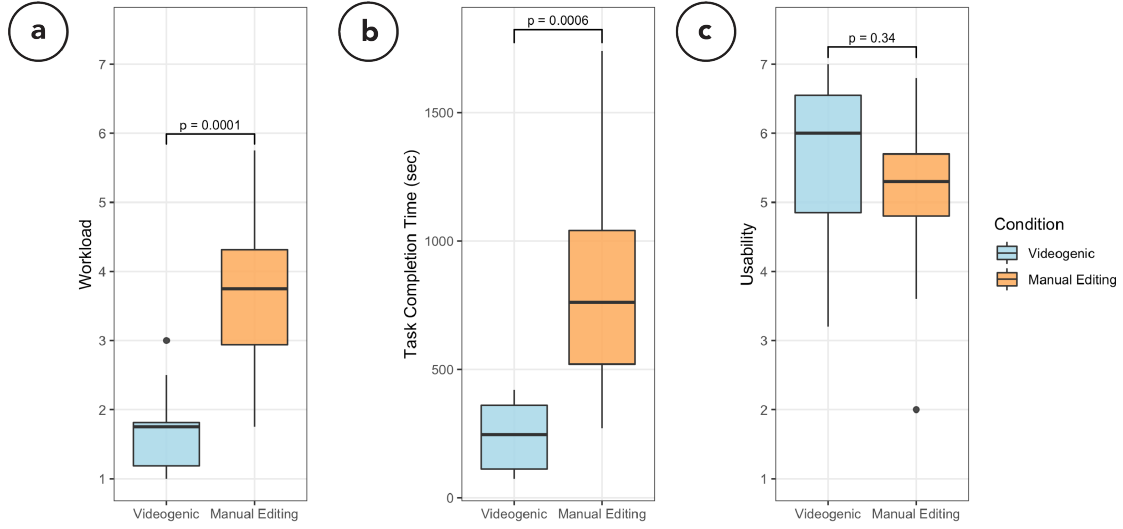 a
Workload
7
6
5
4
3
2
1
p = 0.0001
Videogenic
Manual Editing
b
Task Completion Time (sec)
1500
1000
500
0
p = 0.0006
Videogenic
Manual Editing
c
Usability
7
6
5
4
3
2
1
p = 0.34
Videogenic
Manual Editing
Condition
Videogenic
Manual Editing